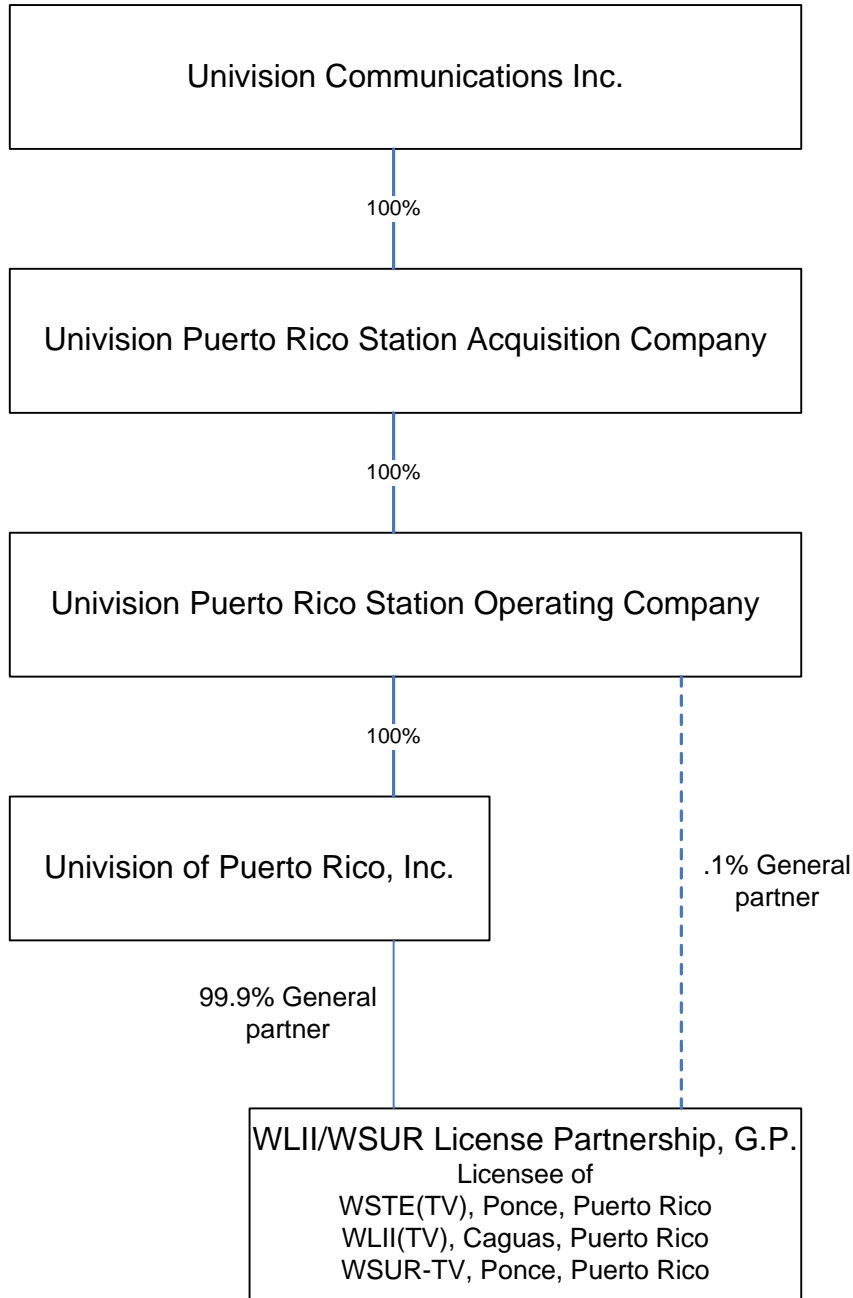 Univision Communications Inc.
100%
Univision Puerto Rico Station Acquisition Company
100%
Univision Puerto Rico Station Operating Company
100%
Univision of Puerto Rico, Inc.
.1% General
partner
99.9% General
partner
WLII/WSUR License Partnership, G.P.
Licensee of
WSTE(TV), Ponce, Puerto Rico
WLII(TV), Caguas, Puerto Rico
WSUR-TV, Ponce, Puerto Rico